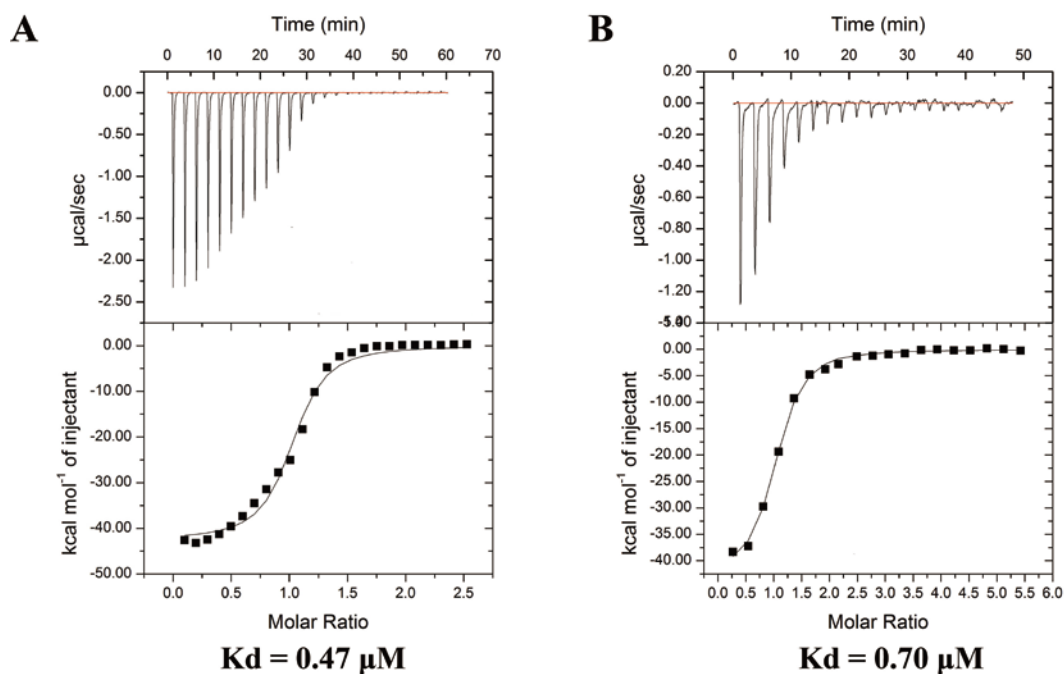 A
Time (min)
0 10 20 30 40 50 60 70
0.00
-0.50
-1.00
-1.50
-2.00
-2.50
µcal/sec
0.00
-10.00
-20.00
-30.00
-40.00
-50.00
kcal mol⁻¹ of injectant
0.0 0.5 1.0 1.5 2.0 2.5
Molar Ratio
Kd = 0.47 µM
B
Time (min)
0 10 20 30 40 50
0.20
0.00
-0.20
-0.40
-0.60
-0.80
-1.00
-1.20
µcal/sec
0.00
-5.00
-10.00
-15.00
-20.00
-25.00
-30.00
-35.00
-40.00
kcal mol⁻¹ of injectant
0.0 0.5 1.0 1.5 2.0 2.5 3.0 3.5 4.0 4.5 5.0 5.5 6.0
Molar Ratio
Kd = 0.70 µM